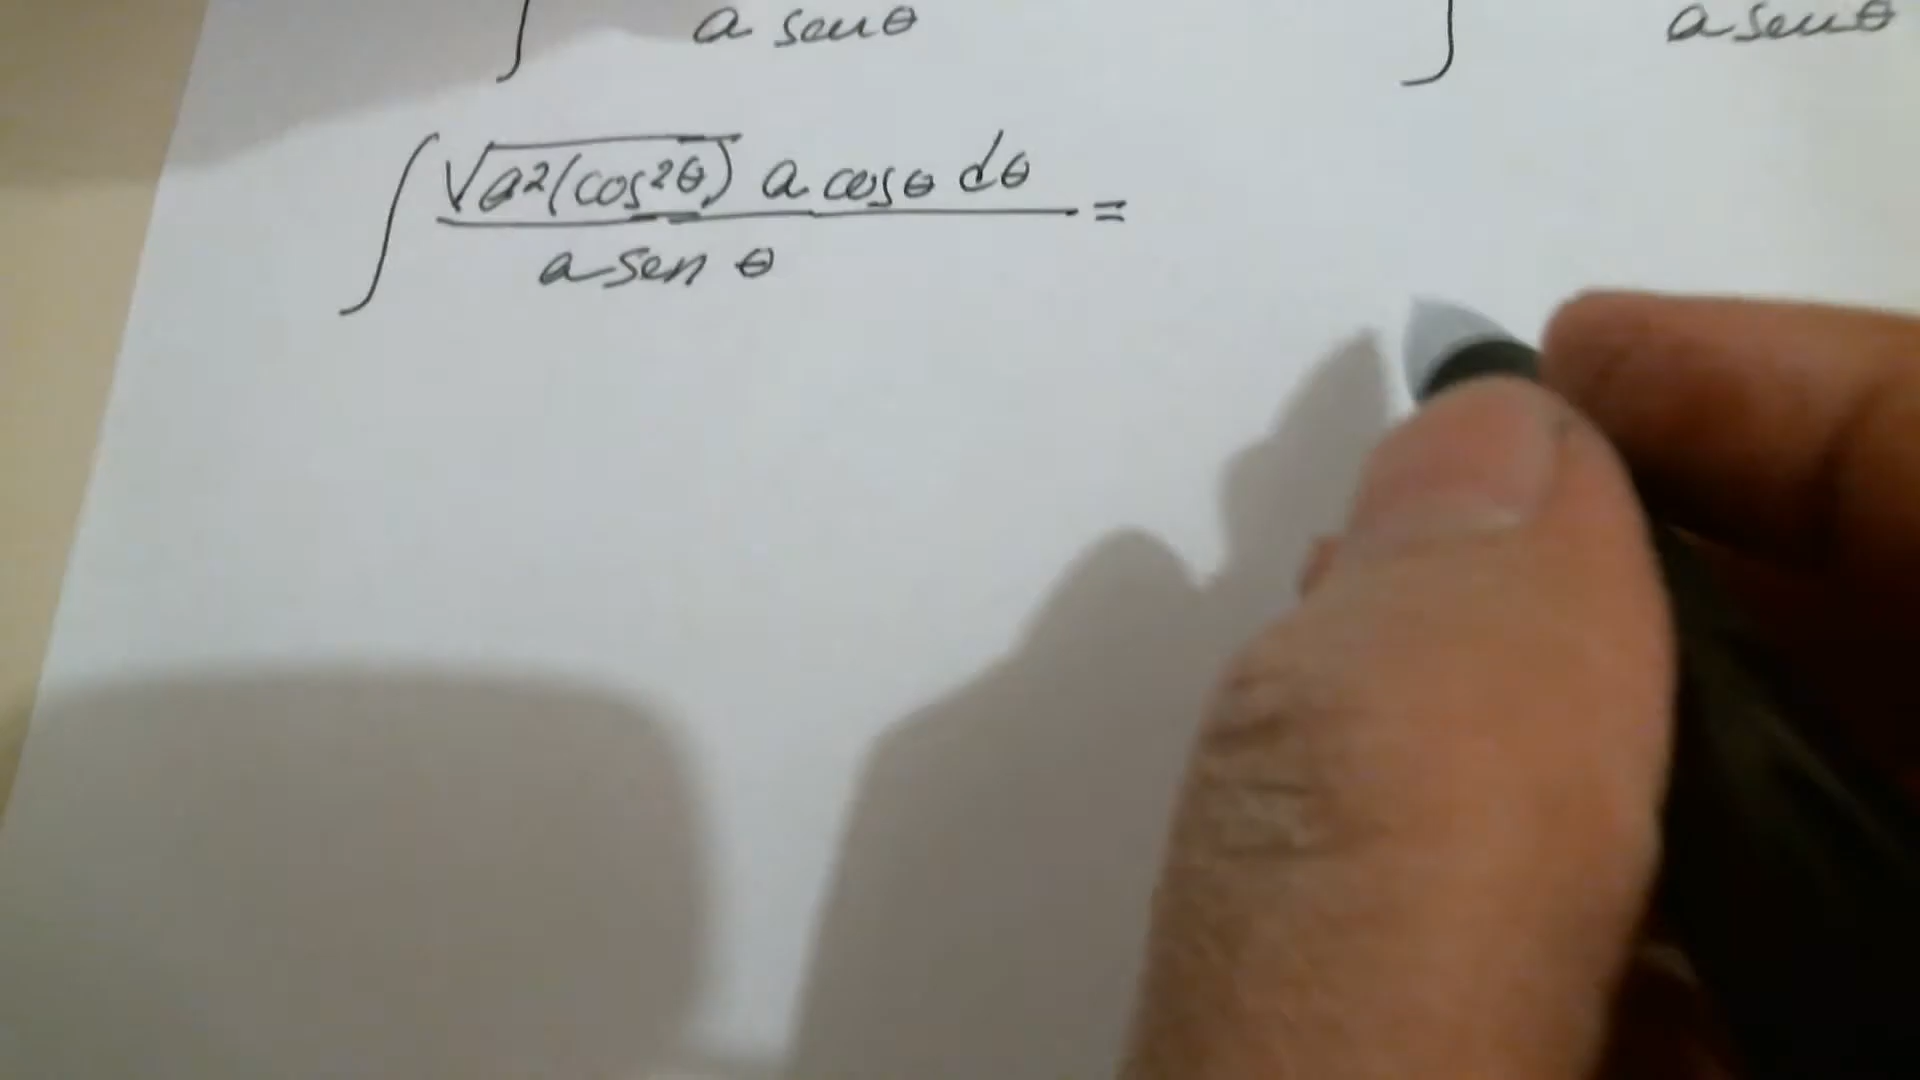 ∫ a senθ ∫ a senθ
∫ √a²(cos²θ) a cosθ dθ =
a sen θ